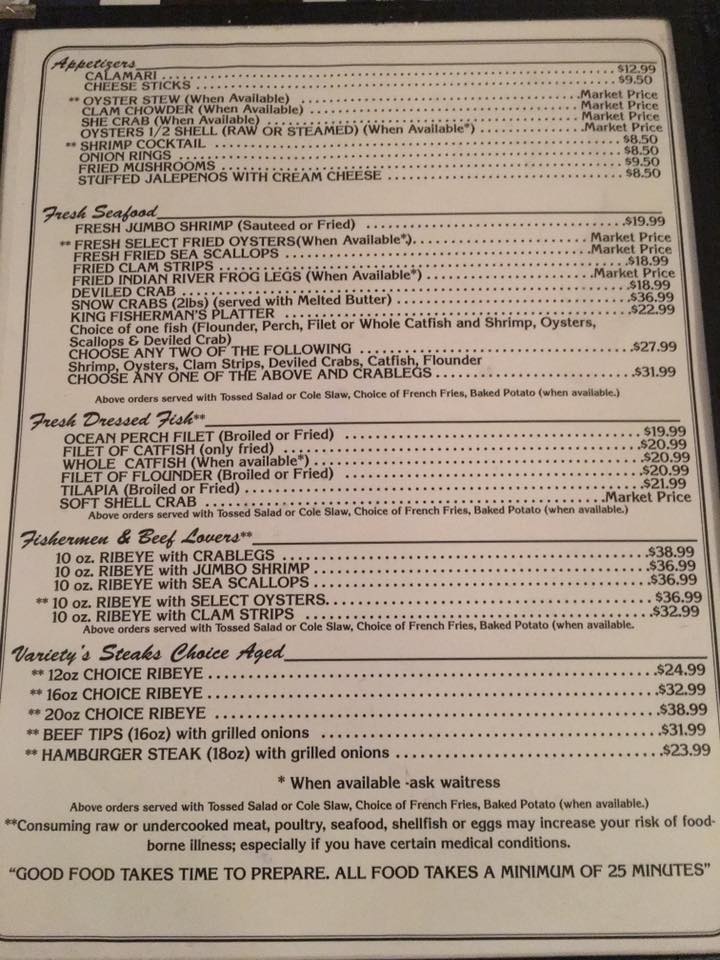 Appetizers
CALAMARI $12.99
CHEESE STICKS $9.50
** OYSTER STEW (When Available) Market Price
CLAM CHOWDER (When Available) Market Price
SHE CRAB (When Available) Market Price
OYSTERS 1/2 SHELL (RAW OR STEAMED) (When Available*) Market Price
** SHRIMP COCKTAIL $8.50
ONION RINGS $8.50
FRIED MUSHROOMS $9.50
STUFFED JALEPENOS WITH CREAM CHEESE $8.50
Fresh Seafood
FRESH JUMBO SHRIMP (Sauteed or Fried) $19.99
** FRESH SELECT FRIED OYSTERS(When Available*) Market Price
FRESH FRIED SEA SCALLOPS Market Price
FRIED CLAM STRIPS $18.99
FRIED INDIAN RIVER FROG LEGS (When Available*) Market Price
DEVILED CRAB $18.99
SNOW CRABS (2lbs) (served with Melted Butter) $36.99
KING FISHERMAN'S PLATTER $22.99
Choice of one fish (Flounder, Perch, Filet or Whole Catfish and Shrimp, Oysters,
Scallops & Deviled Crab)
CHOOSE ANY TWO OF THE FOLLOWING $27.99
Shrimp, Oysters, Clam Strips, Deviled Crabs, Catfish, Flounder
CHOOSE ANY ONE OF THE ABOVE AND CRABLEGS $31.99
Above orders served with Tossed Salad or Cole Slaw, Choice of French Fries, Baked Potato (when available.)
Fresh Dressed Fish**
OCEAN PERCH FILET (Broiled or Fried) $19.99
FILET OF CATFISH (only fried) $20.99
WHOLE CATFISH (When available*) $20.99
FILET OF FLOUNDER (Broiled or Fried) $20.99
TILAPIA (Broiled or Fried) $21.99
SOFT SHELL CRAB Market Price
Above orders served with Tossed Salad or Cole Slaw, Choice of French Fries, Baked Potato (when available.)
Fishermen & Beef Lovers**
10 oz. RIBEYE with CRABLEGS $38.99
10 oz. RIBEYE with JUMBO SHRIMP $36.99
10 oz. RIBEYE with SEA SCALLOPS $36.99
** 10 oz. RIBEYE with SELECT OYSTERS $36.99
10 oz. RIBEYE with CLAM STRIPS $32.99
Above orders served with Tossed Salad or Cole Slaw, Choice of French Fries, Baked Potato (when available.
Variety's Steaks Choice Aged
** 12oz CHOICE RIBEYE $24.99
** 16oz CHOICE RIBEYE $32.99
** 20oz CHOICE RIBEYE $38.99
** BEEF TIPS (16oz) with grilled onions $31.99
** HAMBURGER STEAK (18oz) with grilled onions $23.99
* When available -ask waitress
Above orders served with Tossed Salad or Cole Slaw, Choice of French Fries, Baked Potato (when available.)
**Consuming raw or undercooked meat, poultry, seafood, shellfish or eggs may increase your risk of food-
borne illness; especially if you have certain medical conditions.
"GOOD FOOD TAKES TIME TO PREPARE. ALL FOOD TAKES A MINIMUM OF 25 MINUTES"